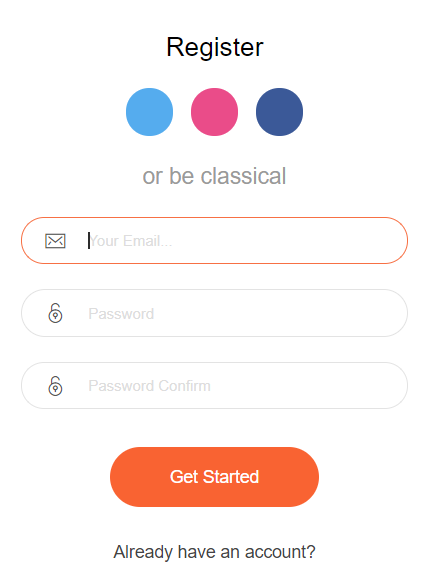 Register
or be classical
Your Email...
Password
Password Confirm
Get Started
Already have an account?